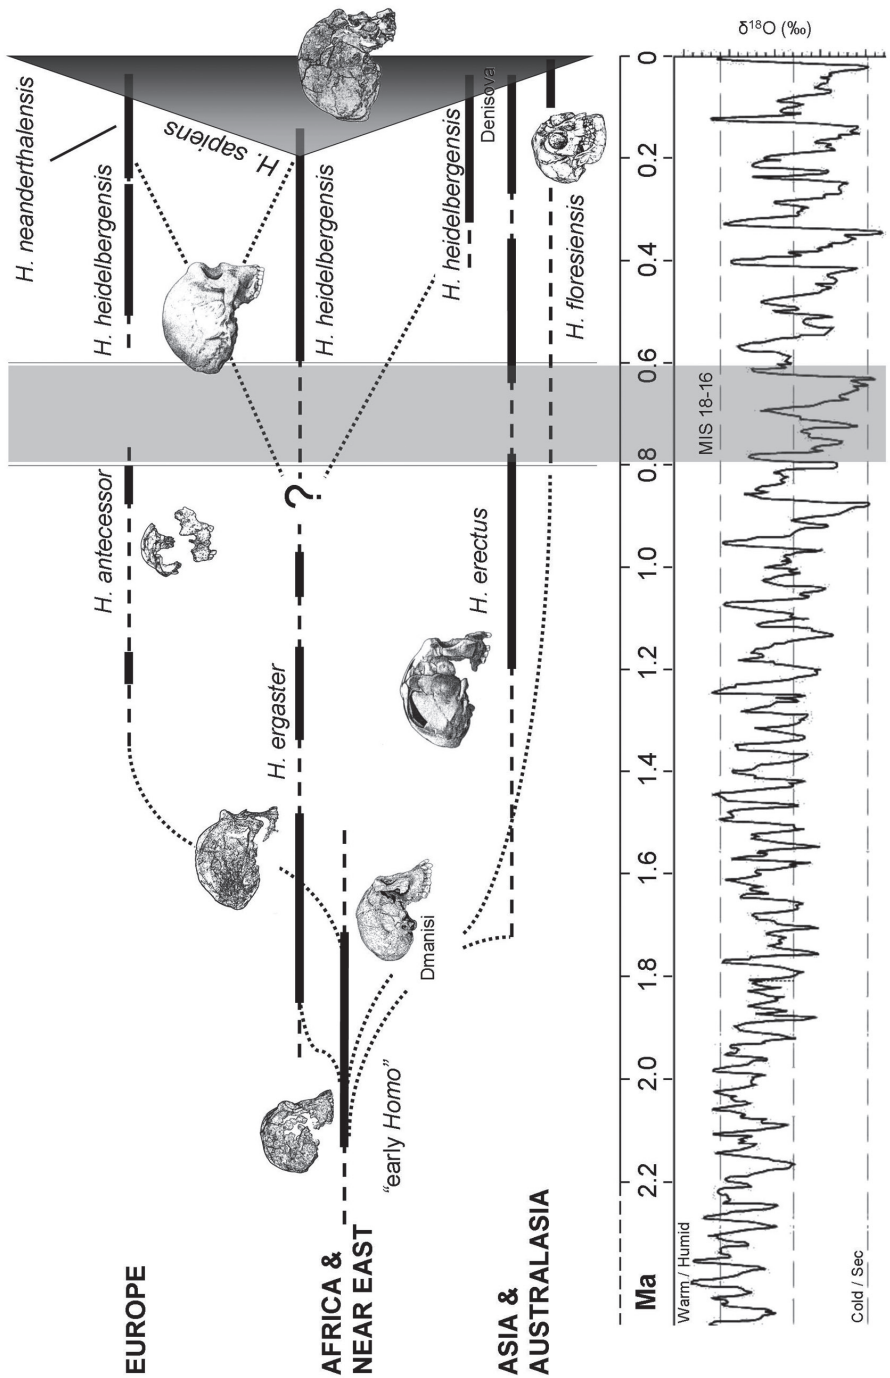 EUROPE
AFRICA &
NEAR EAST
ASIA &
AUSTRALASIA
H. neanderthalensis
H. heidelbergensis
H. antecessor
H. sapiens
H. heidelbergensis
?
H. ergaster
"early Homo"
Dmanisi
H. heidelbergensis
Denisova
H. erectus
H. floresiensis
Ma
2.2
2.0
1.8
1.6
1.4
1.2
1.0
0.8
0.6
0.4
0.2
0
Warm / Humid
Cold / Sec
MIS 18-16
δ¹⁸O (‰)